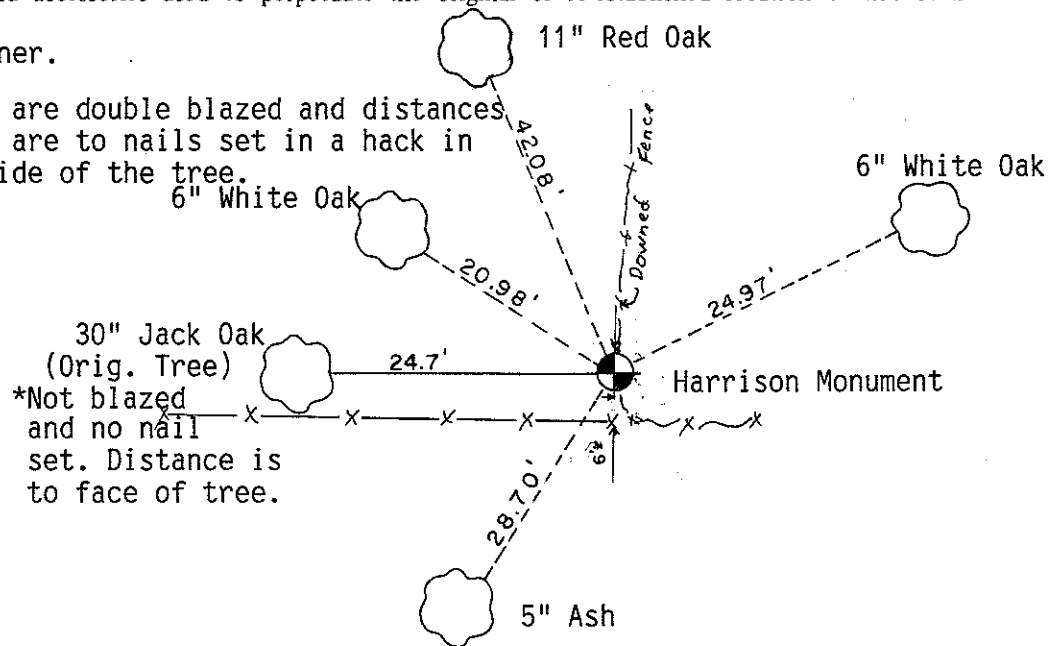 11" Red Oak
ner.
are double blazed and distances
are to nails set in a hack in
ide of the tree.
42.08'
Downed Fence
6" White Oak
6" White Oak
20.98'
24.97'
30" Jack Oak
(Orig. Tree)
24.7'
Harrison Monument
*Not blazed
and no nail
set. Distance is
to face of tree.
28.70'
5" Ash